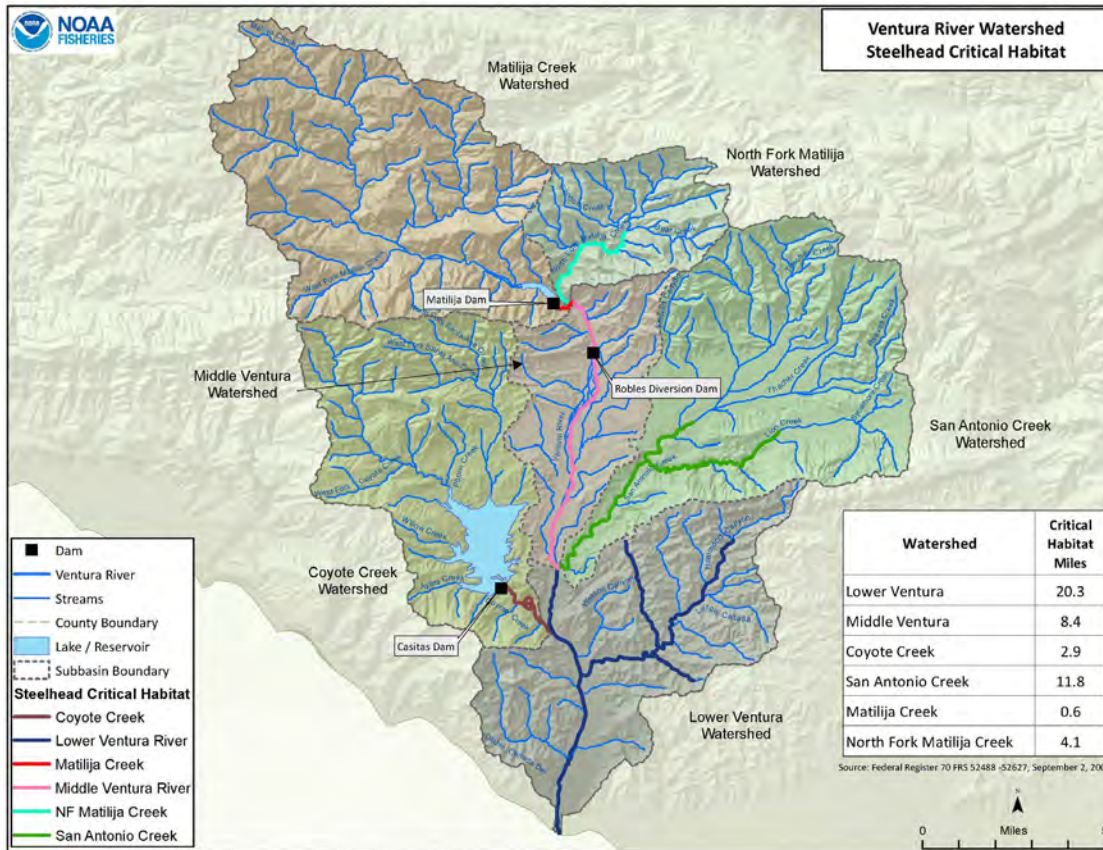 NOAA
FISHERIES
Ventura River Watershed
Steelhead Critical Habitat
Matilija Creek
Watershed
North Fork Matilija
Watershed
Matilija Dam
Middle Ventura
Watershed
Robles Diversion Dam
Thacher Creek
Lion Creek
San Antonio Creek
Watershed
Coyote Creek
Watershed
Casitas Dam
Lower Ventura
Watershed
Dam
Ventura River
Streams
County Boundary
Lake / Reservoir
Subbasin Boundary
Steelhead Critical Habitat
Coyote Creek
Lower Ventura River
Matilija Creek
Middle Ventura River
NF Matilija Creek
San Antonio Creek
Watershed Critical Habitat Miles
Lower Ventura 20.3
Middle Ventura 8.4
Coyote Creek 2.9
San Antonio Creek 11.8
Matilija Creek 0.6
North Fork Matilija Creek 4.1
Source: Federal Register 70 FRS 52488 -52627, September 2, 200
N
Miles
0